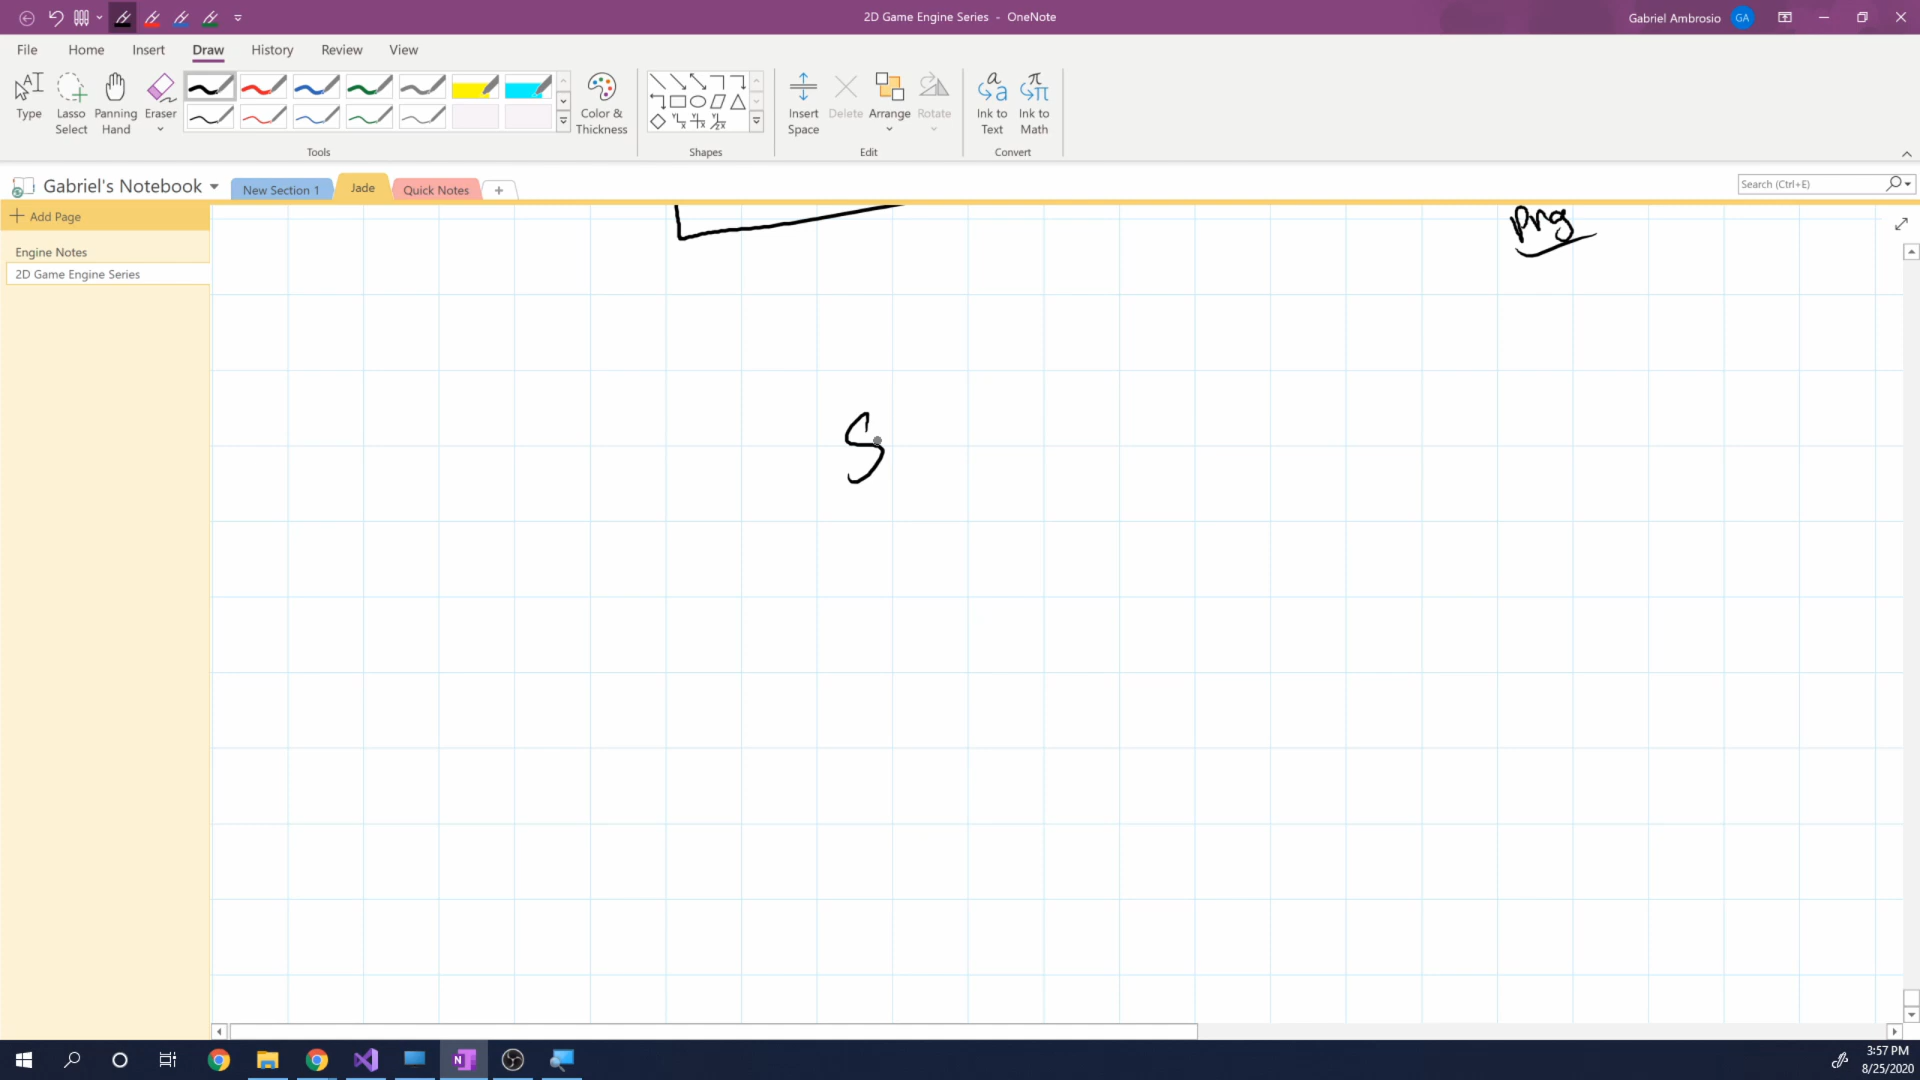 2D Game Engine Series - OneNote
Gabriel Ambrosio
GA
File
Home
Insert
Draw
History
Review
View
Type
Lasso Select
Panning Hand
Eraser
Color & Thickness
Insert Space
Delete
Arrange
Rotate
Ink to Text
Ink to Math
Tools
Shapes
Edit
Convert
Gabriel's Notebook
New Section 1
Jade
Quick Notes
Search (Ctrl+E)
Add Page
Engine Notes
2D Game Engine Series
png
S
3:57 PM
8/25/2020